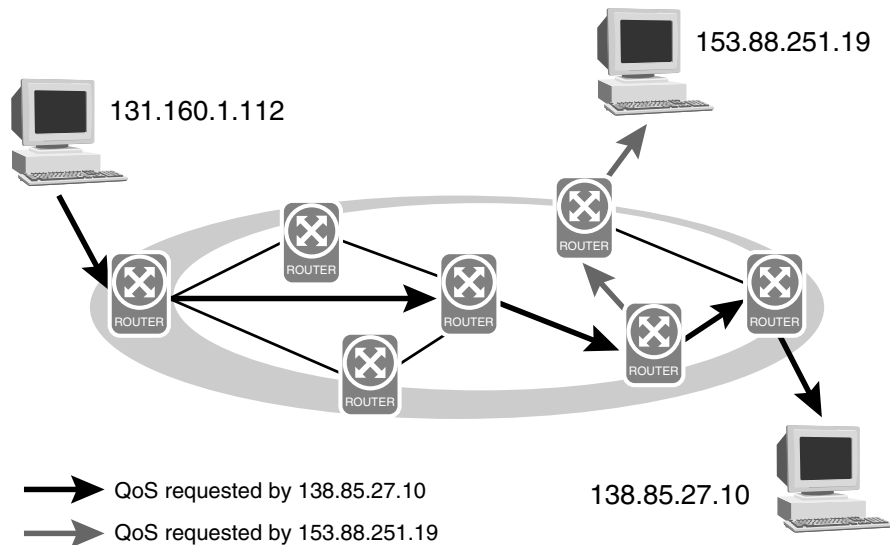 153.88.251.19
131.160.1.112
ROUTER
ROUTER
ROUTER
ROUTER
ROUTER
ROUTER
ROUTER
138.85.27.10
QoS requested by 138.85.27.10
QoS requested by 153.88.251.19